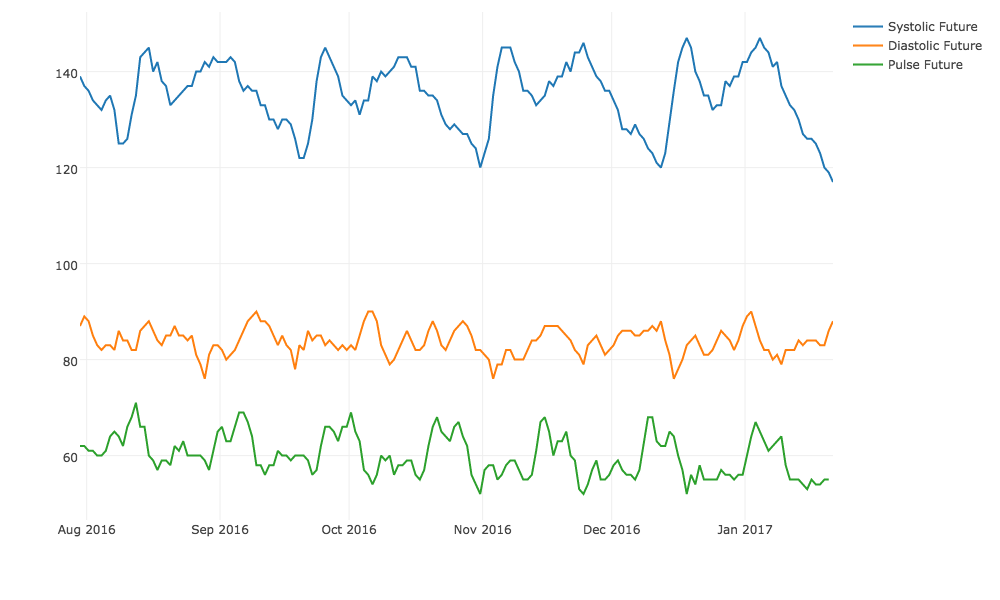 Systolic Future
Diastolic Future
Pulse Future
140
120
100
80
60
Aug 2016 Sep 2016 Oct 2016 Nov 2016 Dec 2016 Jan 2017